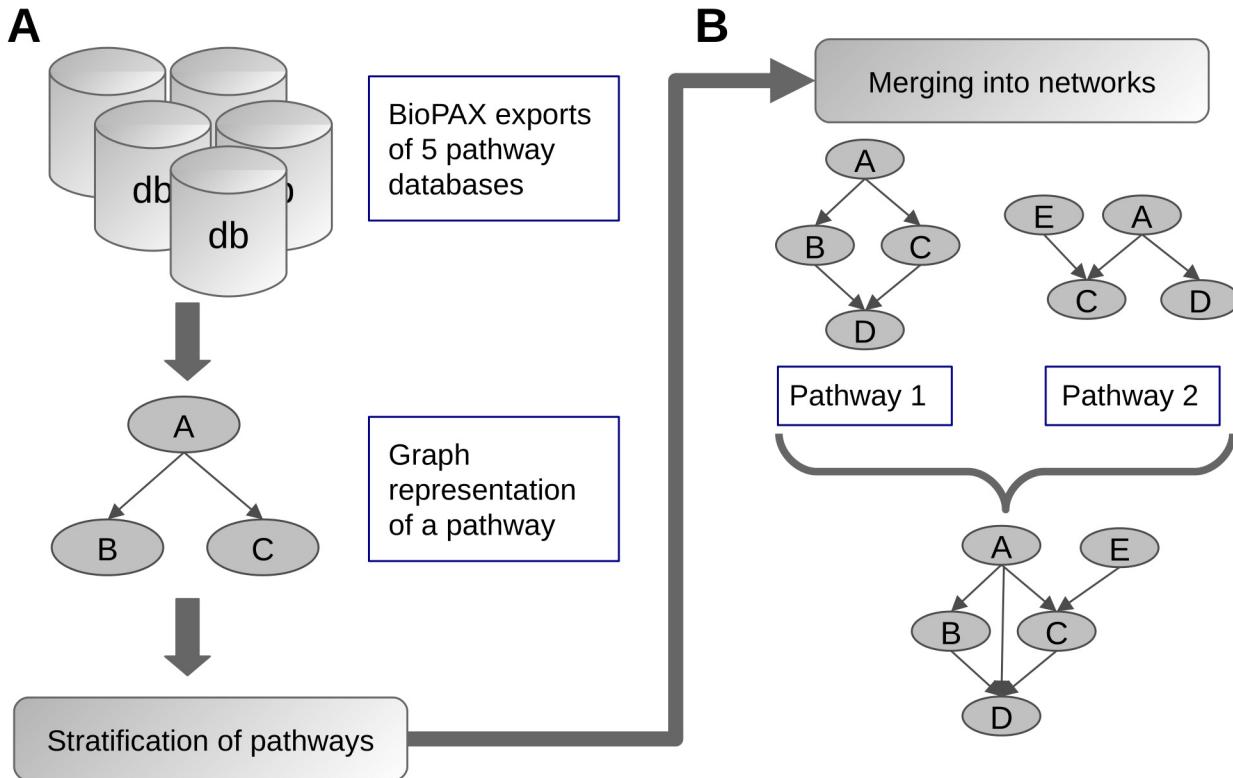 A
db
b
db
BioPAX exports
of 5 pathway
databases
A
B
C
Graph
representation
of a pathway
Stratification of pathways
B
Merging into networks
A
B
C
D
E
A
C
D
Pathway 1
Pathway 2
A
E
B
C
D